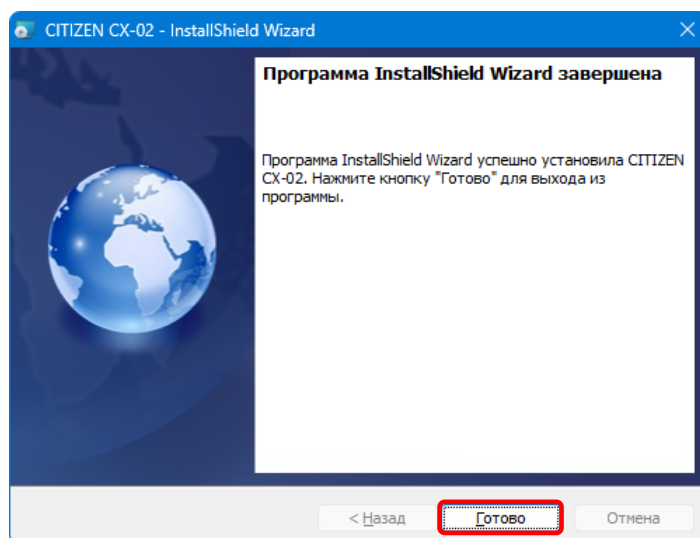 CITIZEN CX-02 - InstallShield Wizard
Программа InstallShield Wizard завершена
Программа InstallShield Wizard успешно установила CITIZEN
CX-02. Нажмите кнопку "Готово" для выхода из
программы.
< Назад
Готово
Отмена